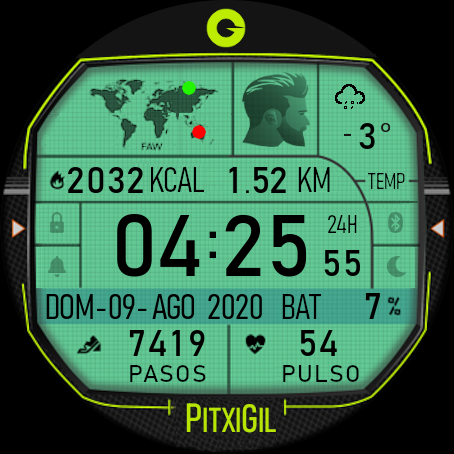 FAW
-3°
2032 KCAL 1.52 KM
TEMP
04:25
24H
55
DOM-09-AGO 2020 BAT 7%
7419 54
PASOS PULSO
PITXIGIL